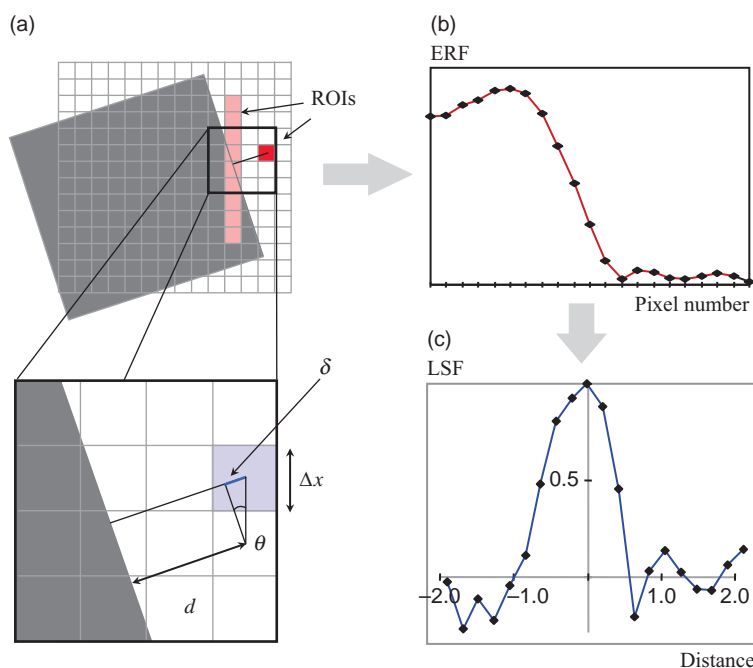 (a)
ROIs
δ
Δx
θ
d
(b)
ERF
Pixel number
(c)
LSF
0.5
–2.0 –1.0 1.0 2.0
Distance